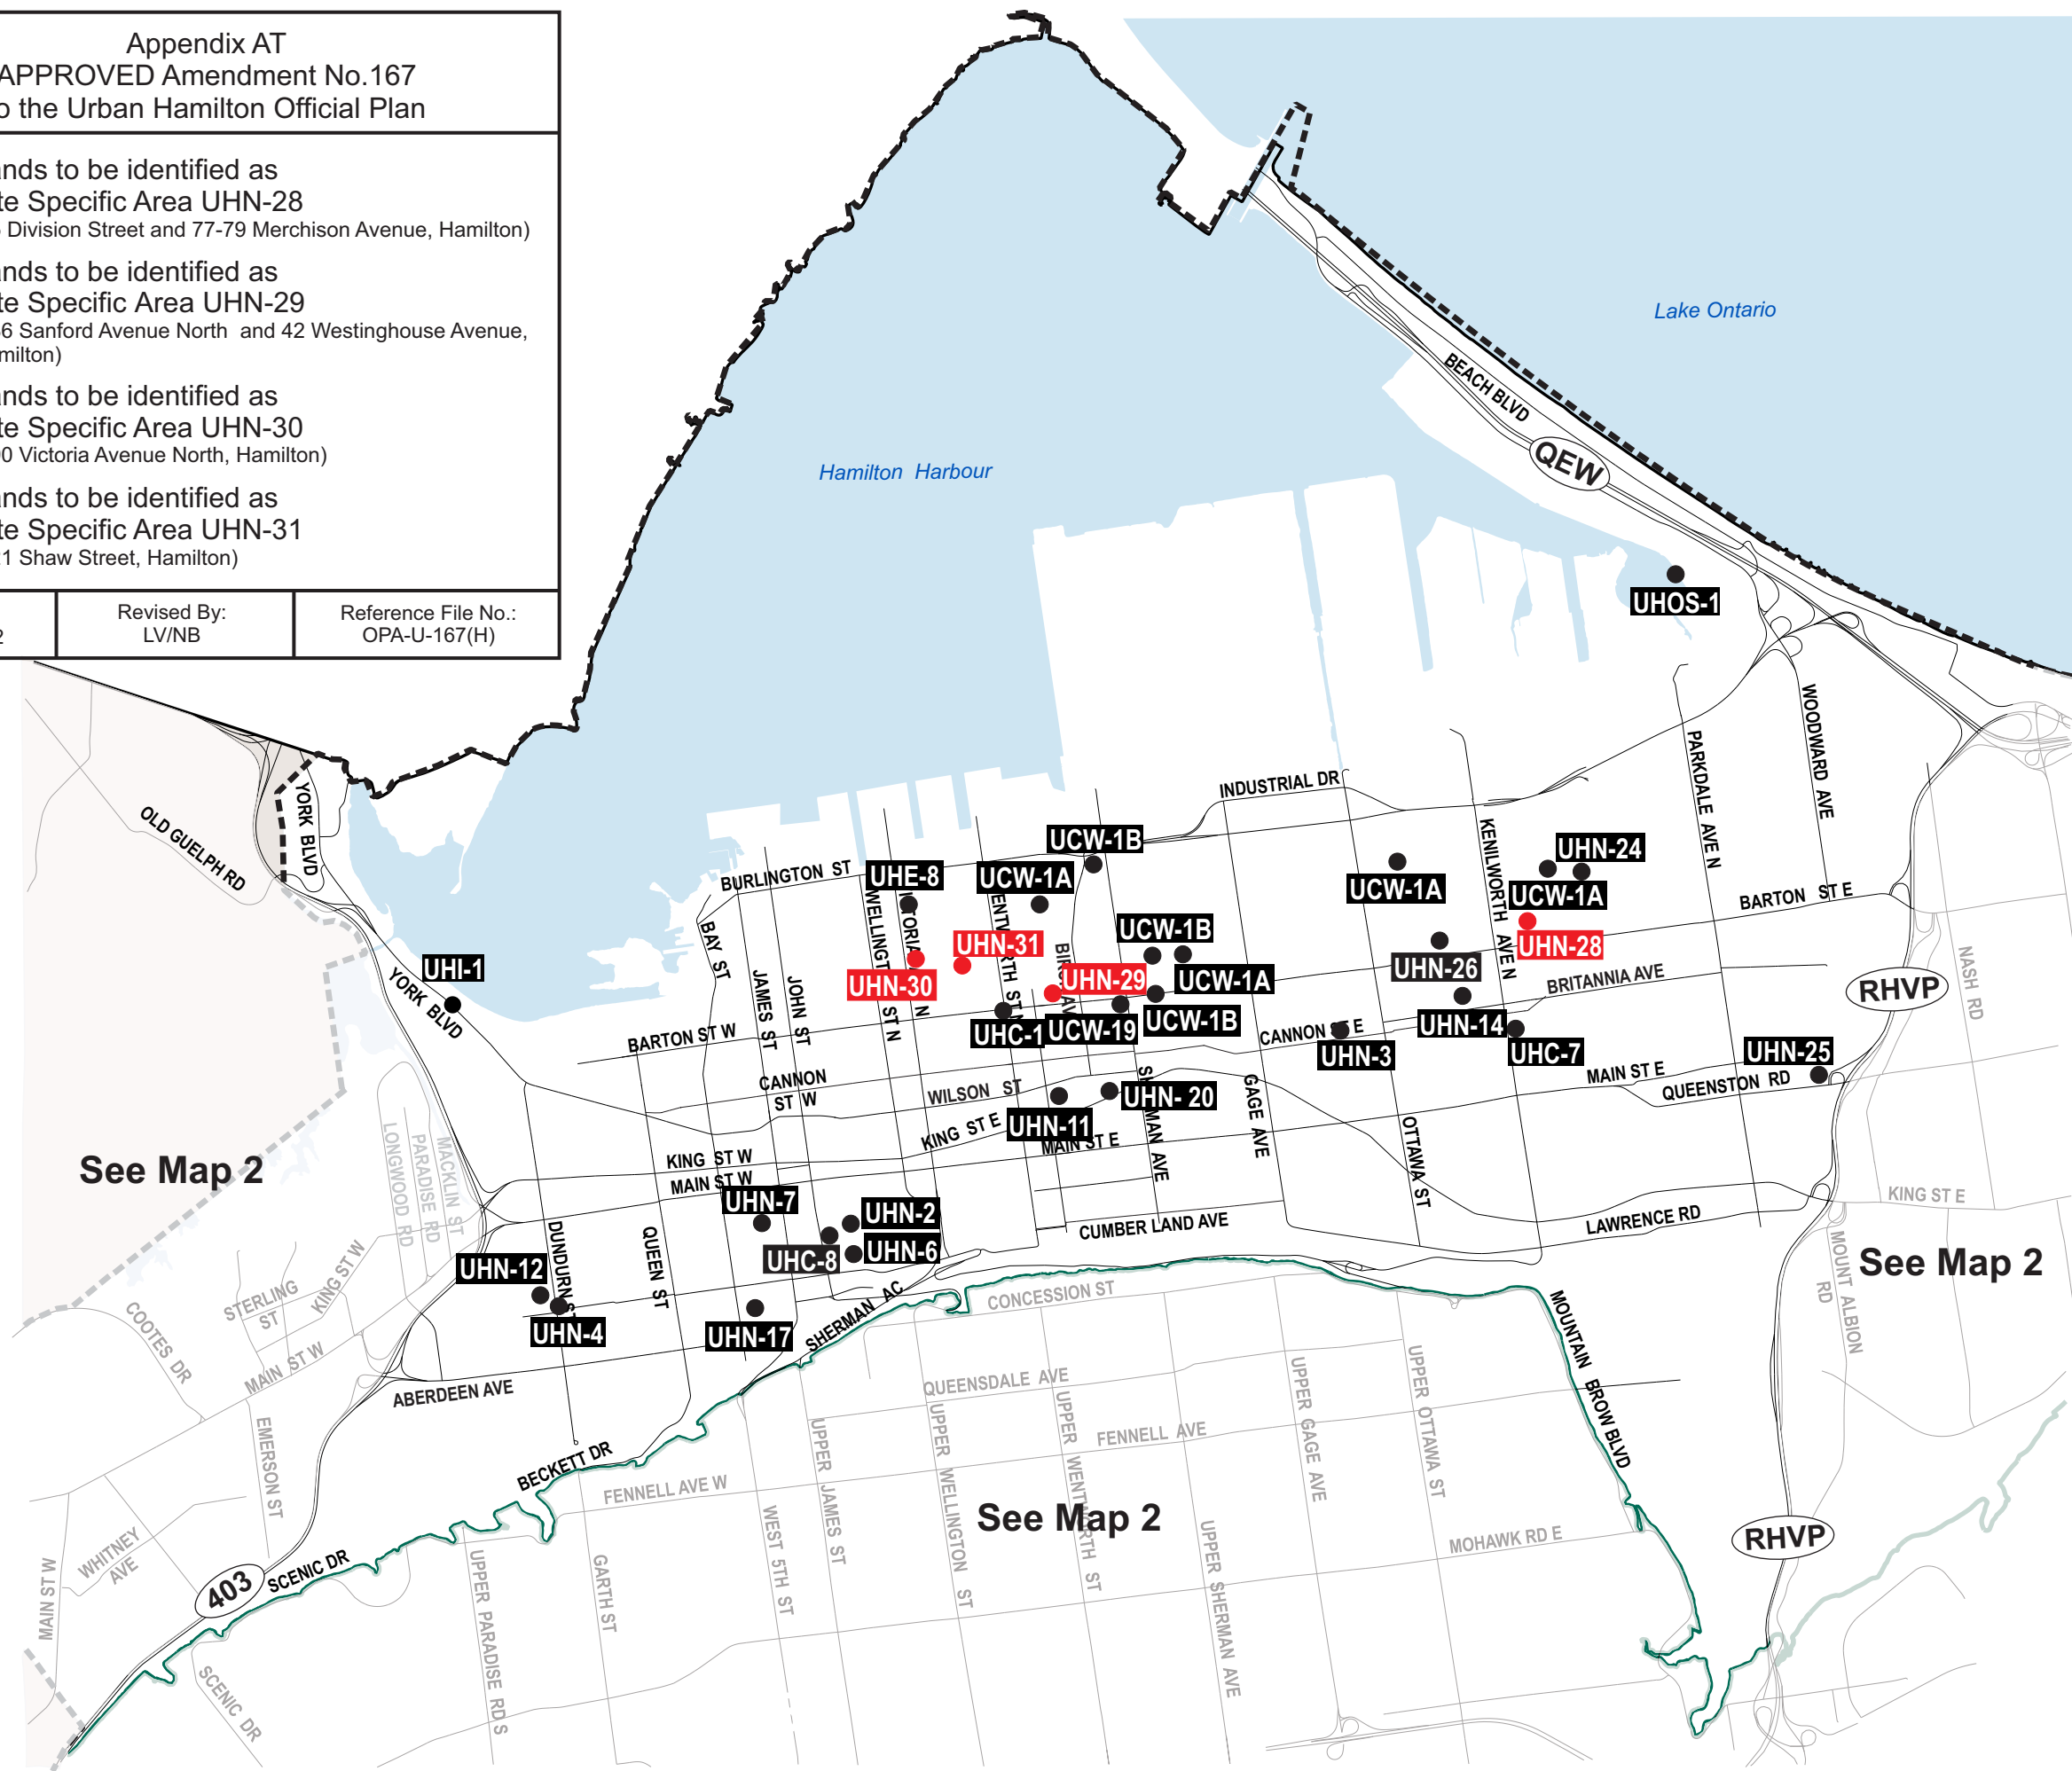 Appendix AT
APPROVED Amendment No.167
o the Urban Hamilton Official Plan
nds to be identified as
te Specific Area UHN-28
Division Street and 77-79 Merchison Avenue, Hamilton)
nds to be identified as
te Specific Area UHN-29
6 Sanford Avenue North and 42 Westinghouse Avenue,
milton)
nds to be identified as
te Specific Area UHN-30
0 Victoria Avenue North, Hamilton)
nds to be identified as
te Specific Area UHN-31
21 Shaw Street, Hamilton)
2
Revised By:
LV/NB
Reference File No.:
OPA-U-167(H)
Lake Ontario
Hamilton Harbour
BEACH BLVD
QEW
UHOS-1
WOODWARD AVE
PARKDALE AVE N
INDUSTRIAL DR
KENILWORTH AVE N
YORK BLVD
OLD GUELPH RD
UCW-1B
UHN-24
BURLINGTON ST
UHE-8
UCW-1A
UCW-1A
UCW-1A
BARTON ST E
WELLINGTON ST N
BAY ST
UCW-1B
UHN-31
UHN-28
UHN-26
NASH RD
UHI-1
YORK BLVD
JAMES ST
JOHN ST
UHN-30
UHN-29
UCW-1A
BRITANNIA AVE
RHVP
UHC-1
UCW-19
UCW-1B
UHN-14
BARTON ST W
CANNON ST E
UHN-3
UHC-7
UHN-25
CANNON
ST W
WILSON ST
UHN- 20
GAGE AVE
MAIN ST E
QUEENSTON RD
KING ST E
UHN-11
SHERMAN AVE
MAIN ST E
OTTAWA ST
LONGWOOD RD
PARADISE RD
MACKLIN ST
See Map 2
KING ST W
MAIN ST W
UHN-7
UHN-2
UHC-8
UHN-6
CUMBER LAND AVE
LAWRENCE RD
KING ST E
MOUNT ALBION
RD
See Map 2
DUNDURN ST
QUEEN ST
UHN-12
UHN-4
UHN-17
SHERMAN AC
CONCESSION ST
STERLING
ST
KING ST W
COOTES DR
MAIN ST W
ABERDEEN AVE
QUEENSDALE AVE
MOUNTAIN BROW BLVD
UPPER GAGE AVE
UPPER OTTAWA ST
EMERSON ST
BECKETT DR
FENNELL AVE W
FENNELL AVE
UPPER JAMES ST
UPPER WELLINGTON ST
UPPER WENTWORTH ST
See Map 2
WEST 5TH ST
UPPER SHERMAN AVE
MOHAWK RD E
RHVP
WHITNEY
AVE
MAIN ST W
403
SCENIC DR
UPPER PARADISE RD S
GARTH ST
SCENIC DR